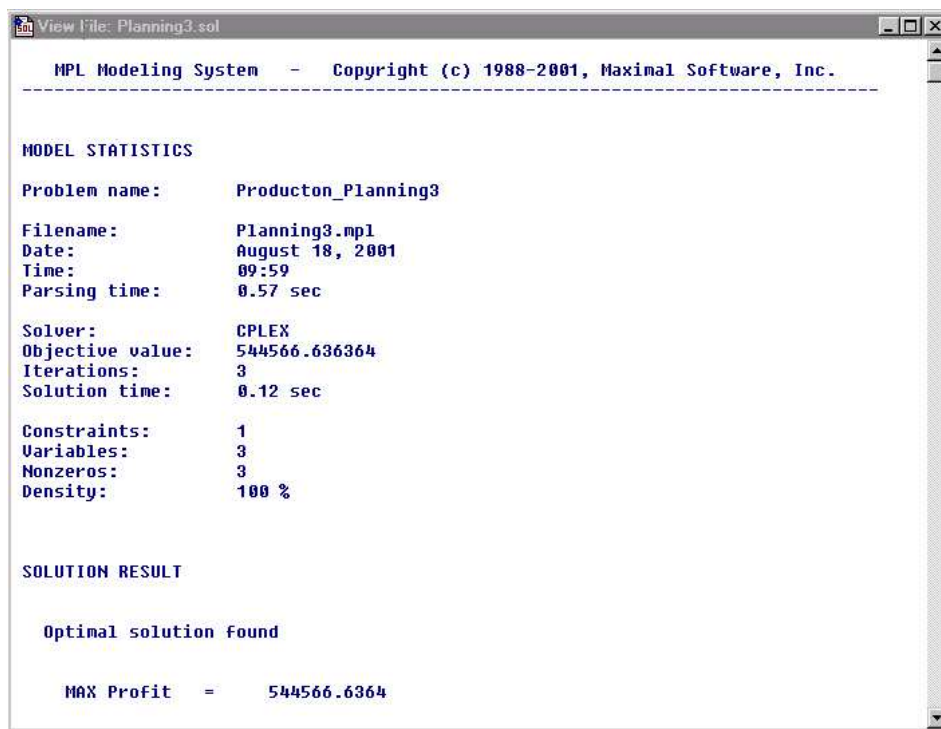 View File: Planning3.sol
MPL Modeling System - Copyright (c) 1988-2001, Maximal Software, Inc.
--------------------------------------------------------------------------------
MODEL STATISTICS
Problem name: Producton_Planning3
Filename: Planning3.mpl
Date: August 18, 2001
Time: 09:59
Parsing time: 0.57 sec
Solver: CPLEX
Objective value: 544566.636364
Iterations: 3
Solution time: 0.12 sec
Constraints: 1
Variables: 3
Nonzeros: 3
Density: 100 %
SOLUTION RESULT
Optimal solution found
MAX Profit = 544566.6364